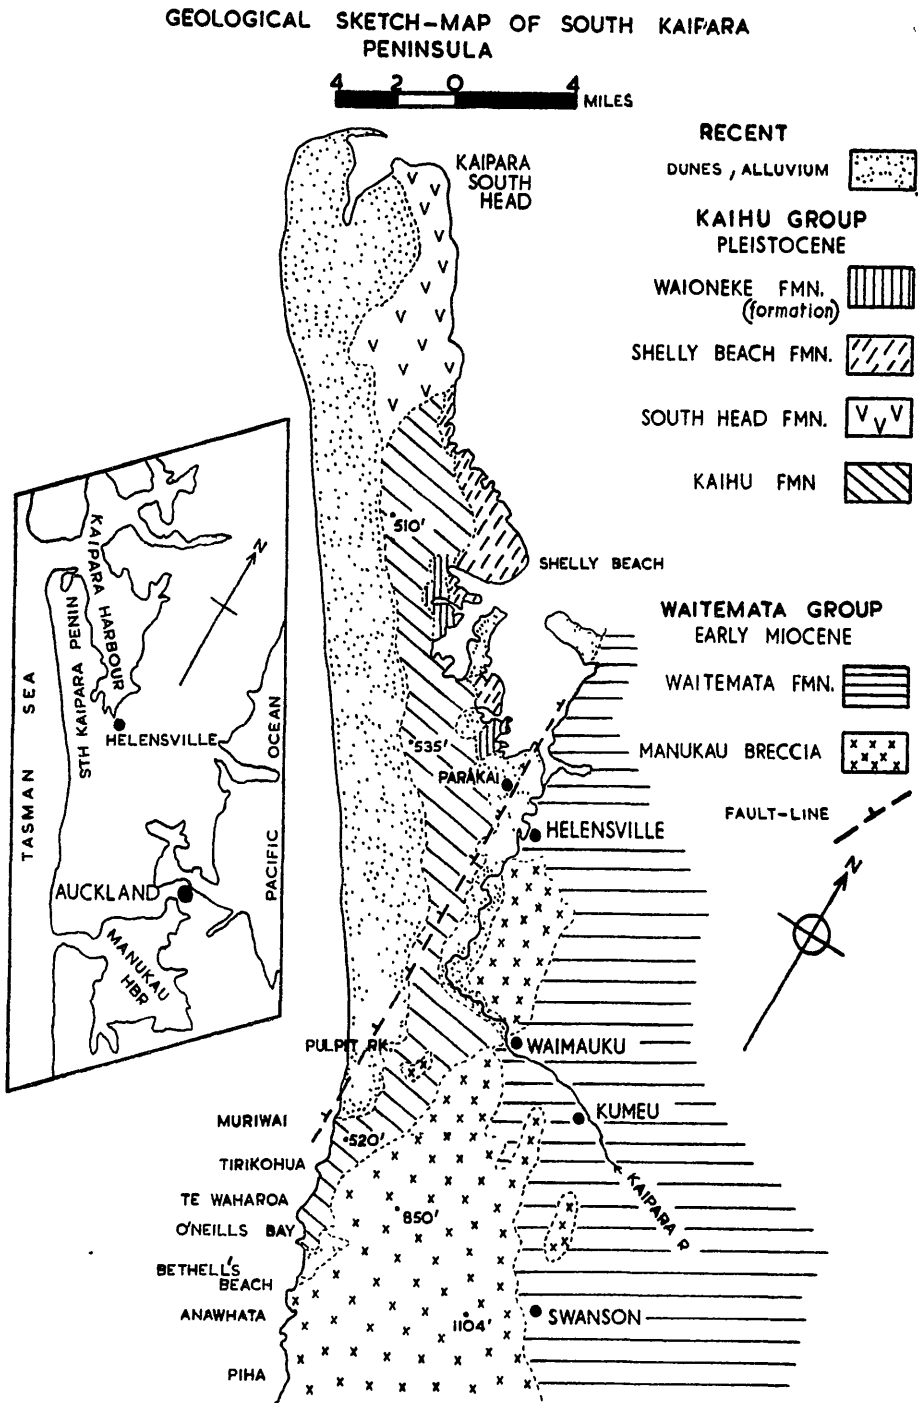 GEOLOGICAL SKETCH-MAP OF SOUTH KAIPARA
PENINSULA
4 2 0 4
MILES
RECENT
DUNES, ALLUVIUM
KAIHU GROUP
PLEISTOCENE
WAIONEKE FMN.
(formation)
SHELLY BEACH FMN.
SOUTH HEAD FMN.
KAIHU FMN
WAITEMATA GROUP
EARLY MIOCENE
WAITEMATA FMN.
MANUKAU BRECCIA
FAULT-LINE
N
KAIPARA
SOUTH
HEAD
510'
SHELLY BEACH
535'
PARAKAI
HELENSVILLE
PULPIT RK
WAIMAUKU
KUMEU
MURIWAI
520'
TIRIKOHUA
KAIPARA R
TE WAHAROA
850'
O'NEILLS BAY
BETHELL'S
BEACH
ANAWHATA
1104'
SWANSON
PIHA
TASMAN SEA
STH KAIPARA PENIN
KAIPARA HARBOUR
N
HELENSVILLE
PACIFIC OCEAN
AUCKLAND
MANUKAU
HBR